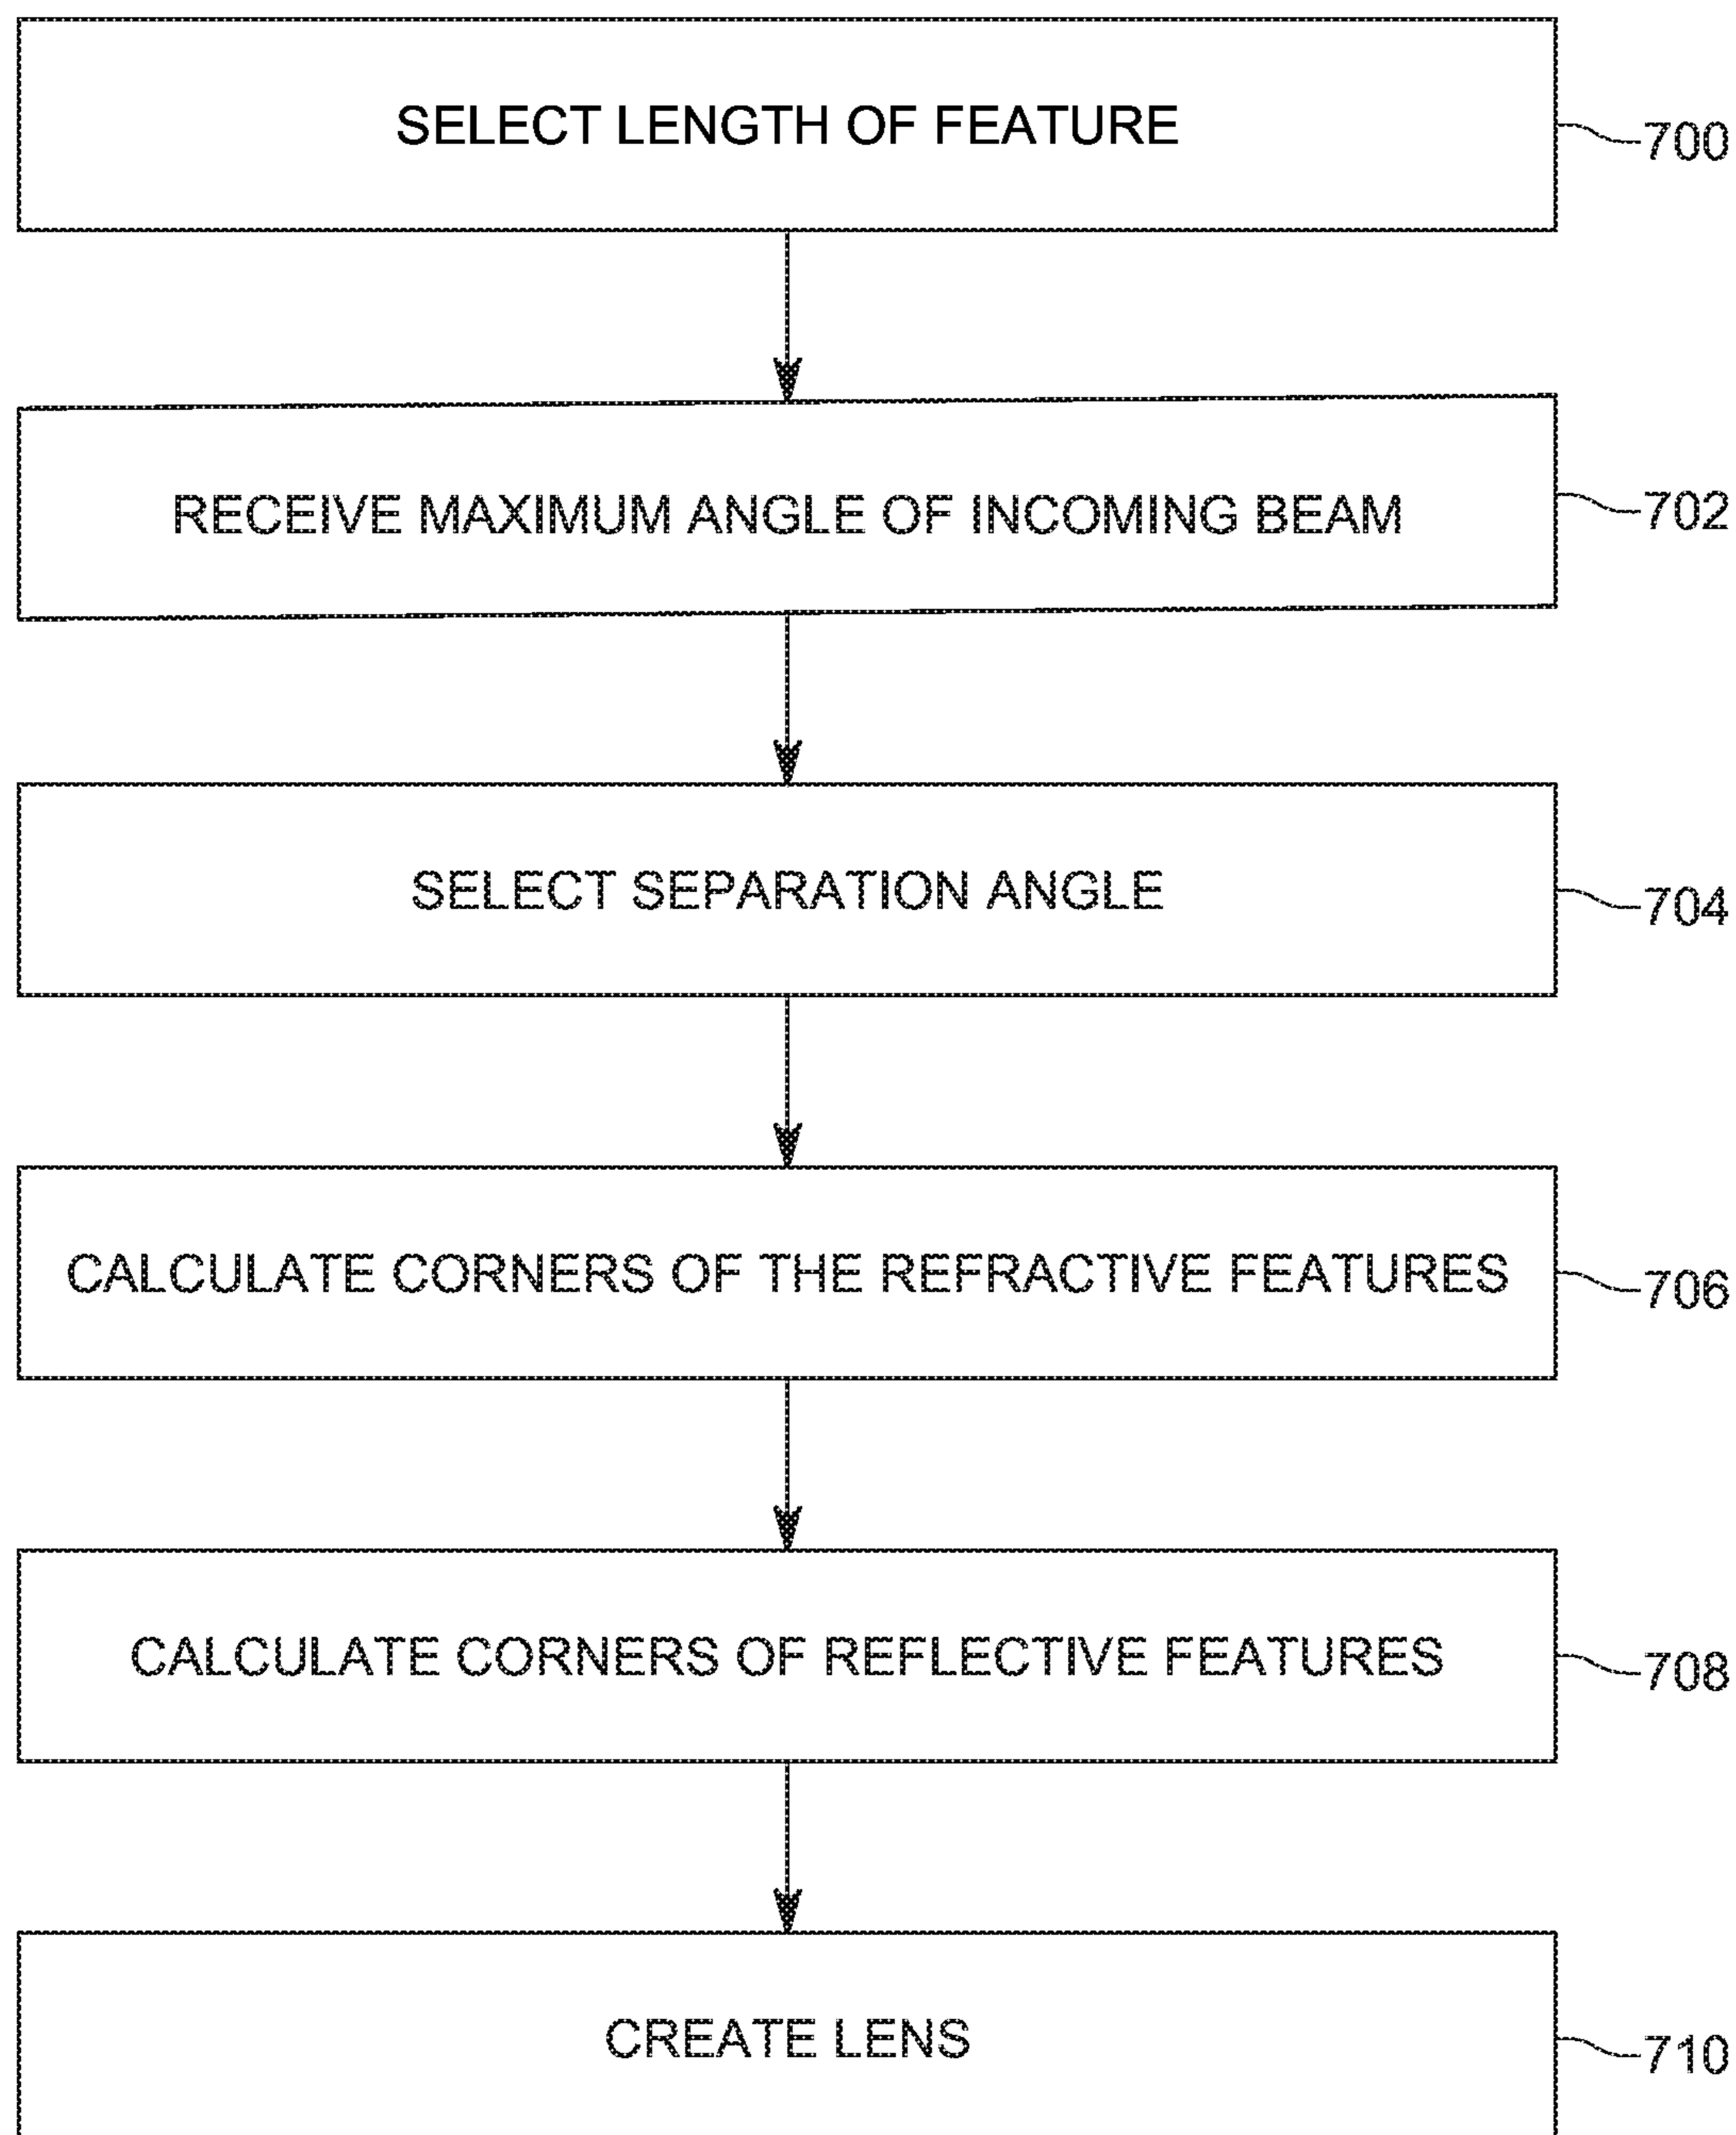 SELECT LENGTH OF FEATURE
700
RECEIVE MAXIMUM ANGLE OF INCOMING BEAM
702
SELECT SEPARATION ANGLE
704
CALCULATE CORNERS OF THE REFRACTIVE FEATURES
706
CALCULATE CORNERS OF REFLECTIVE FEATURES
708
CREATE LENS
710